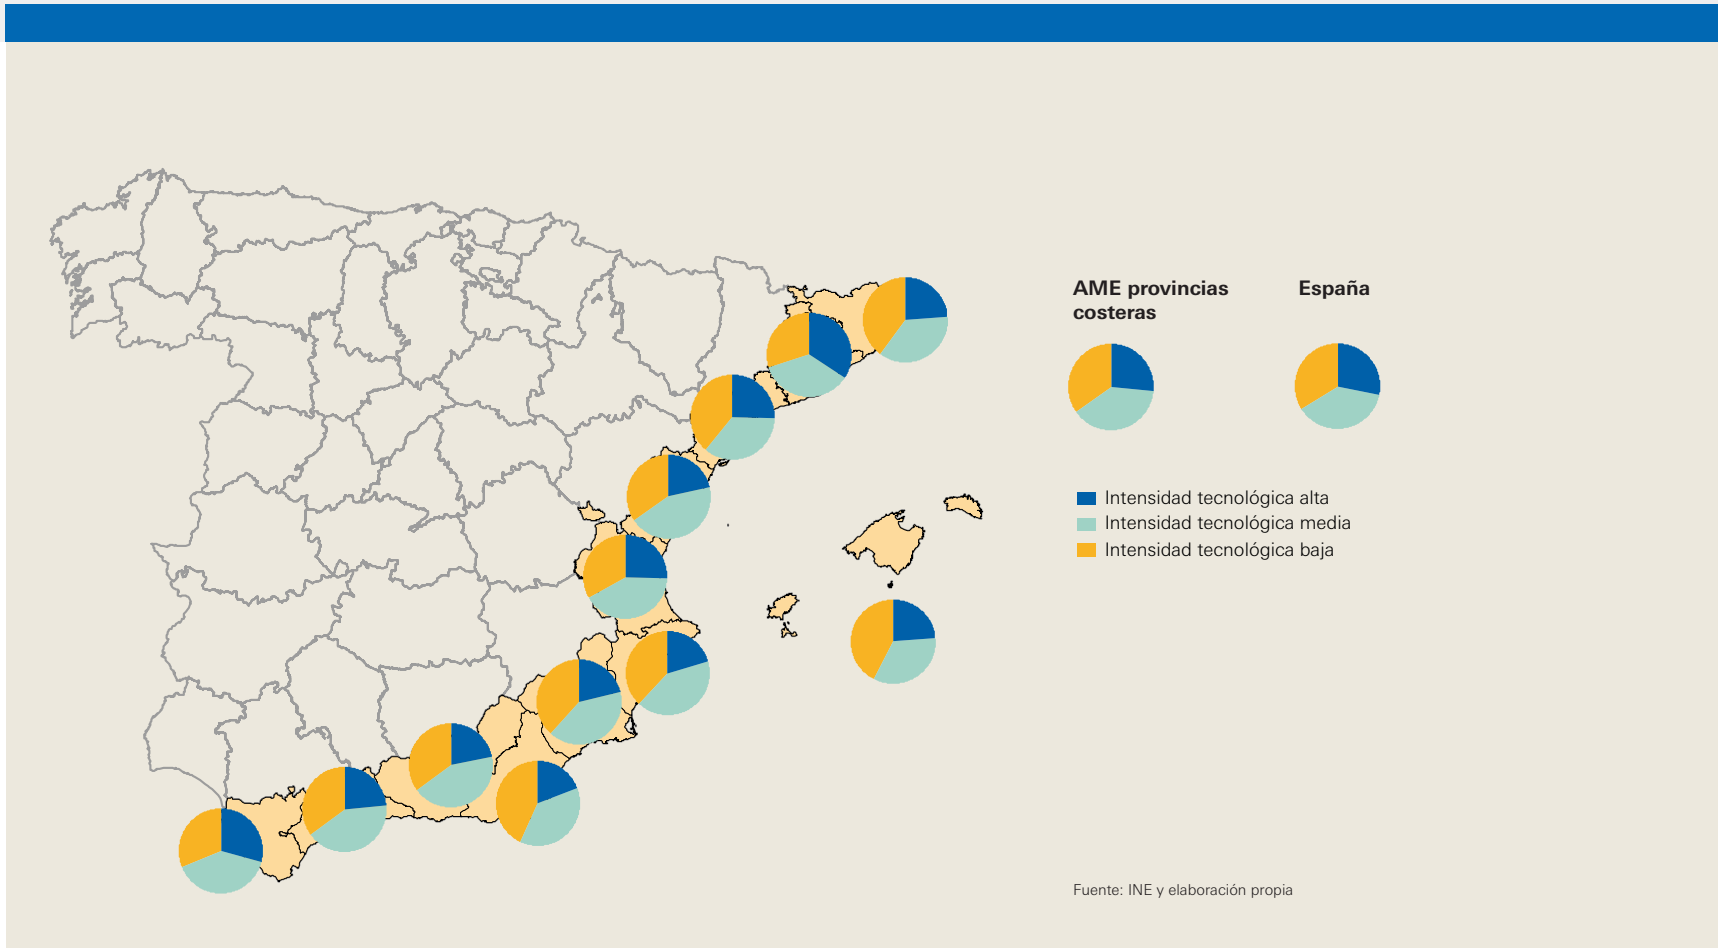 AME provincias
costeras
España
Intensidad tecnológica alta
Intensidad tecnológica media
Intensidad tecnológica baja
Fuente: INE y elaboración propia